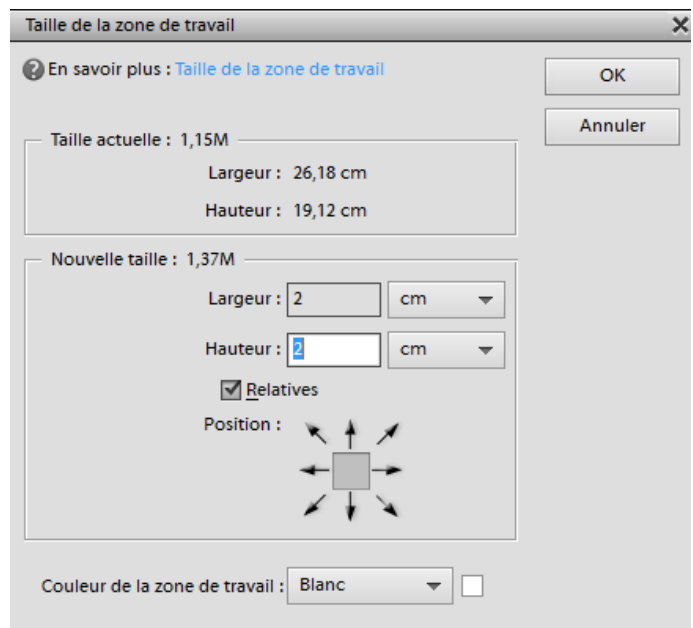 Taille de la zone de travail
En savoir plus : Taille de la zone de travail
OK
Annuler
Taille actuelle : 1,15M
Largeur : 26,18 cm
Hauteur : 19,12 cm
Nouvelle taille : 1,37M
Largeur : 2 cm
Hauteur : 2 cm
Relatives
Position :
Couleur de la zone de travail : Blanc